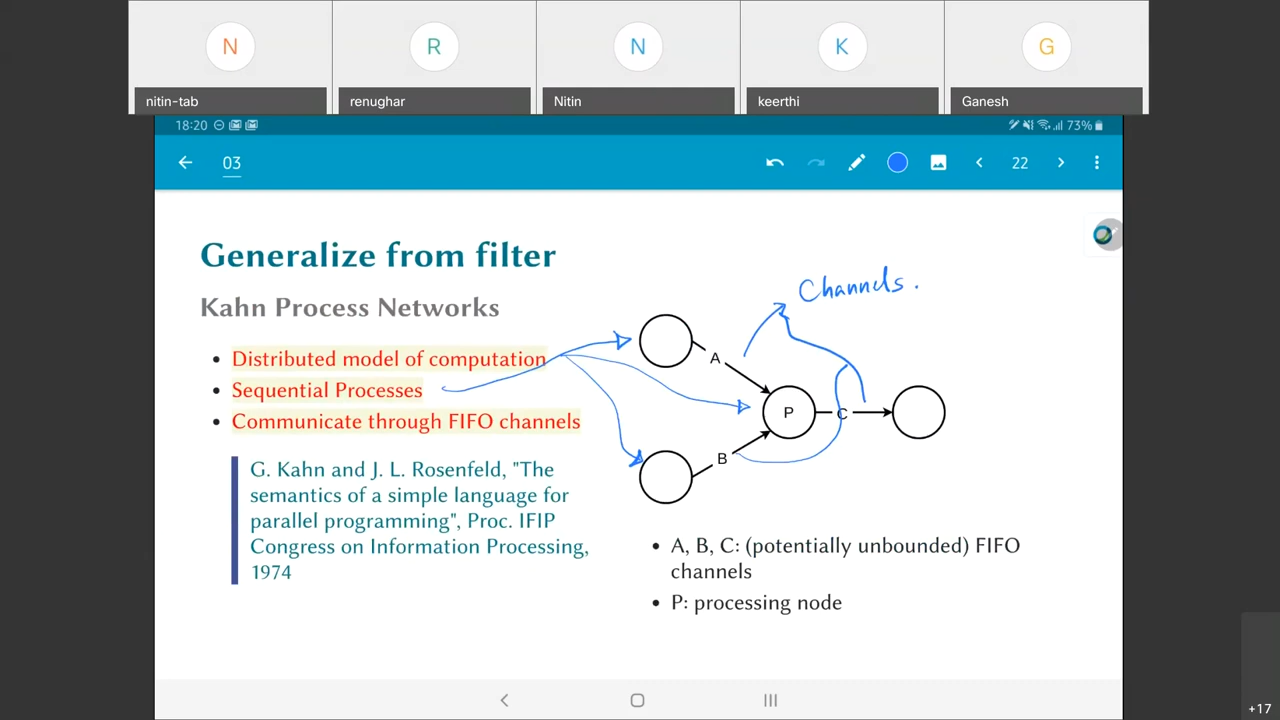 N
R
N
K
G
nitin-tab
renughar
Nitin
keerthi
Ganesh
18:20
73%
03
22
Generalize from filter
Kahn Process Networks
• Distributed model of computation
• Sequential Processes
• Communicate through FIFO channels
G. Kahn and J. L. Rosenfeld, "The
semantics of a simple language for
parallel programming", Proc. IFIP
Congress on Information Processing,
1974
Channels.
A
P
C
B
• A, B, C: (potentially unbounded) FIFO
channels
• P: processing node
+17